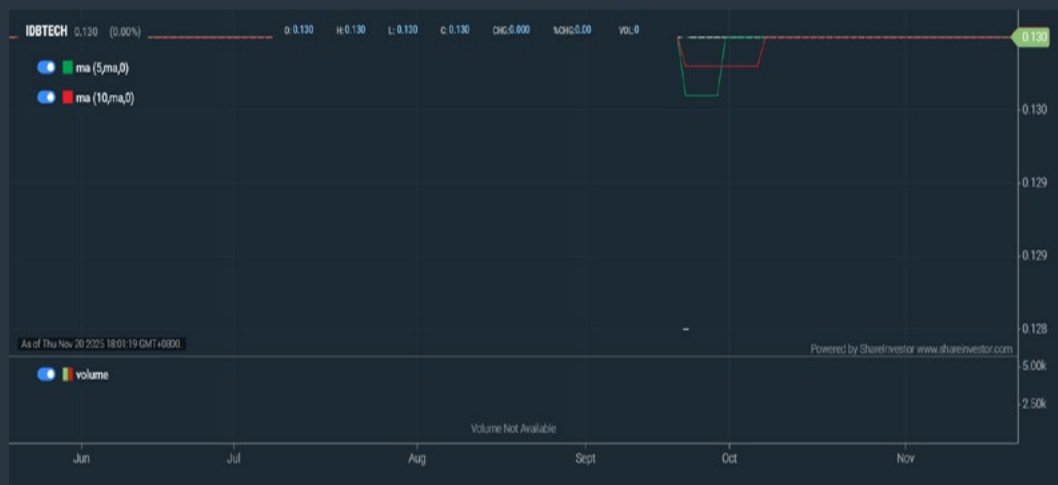 IDBTECH 0.130 (0.00%) O:0.130 H:0.130 L:0.130 C:0.130 CHG:0.000 %CHG:0.00 VOL:0
0.130
ma (5,ma,0)
ma (10,ma,0)
0.130
0.129
0.129
0.128
As of Thu Nov 20 2025 18:01:19 GMT+0800.
Powered by ShareInvestor www.shareinvestor.com
5.00k
volume
2.50k
Volume Not Available
Jun Jul Aug Sept Oct Nov